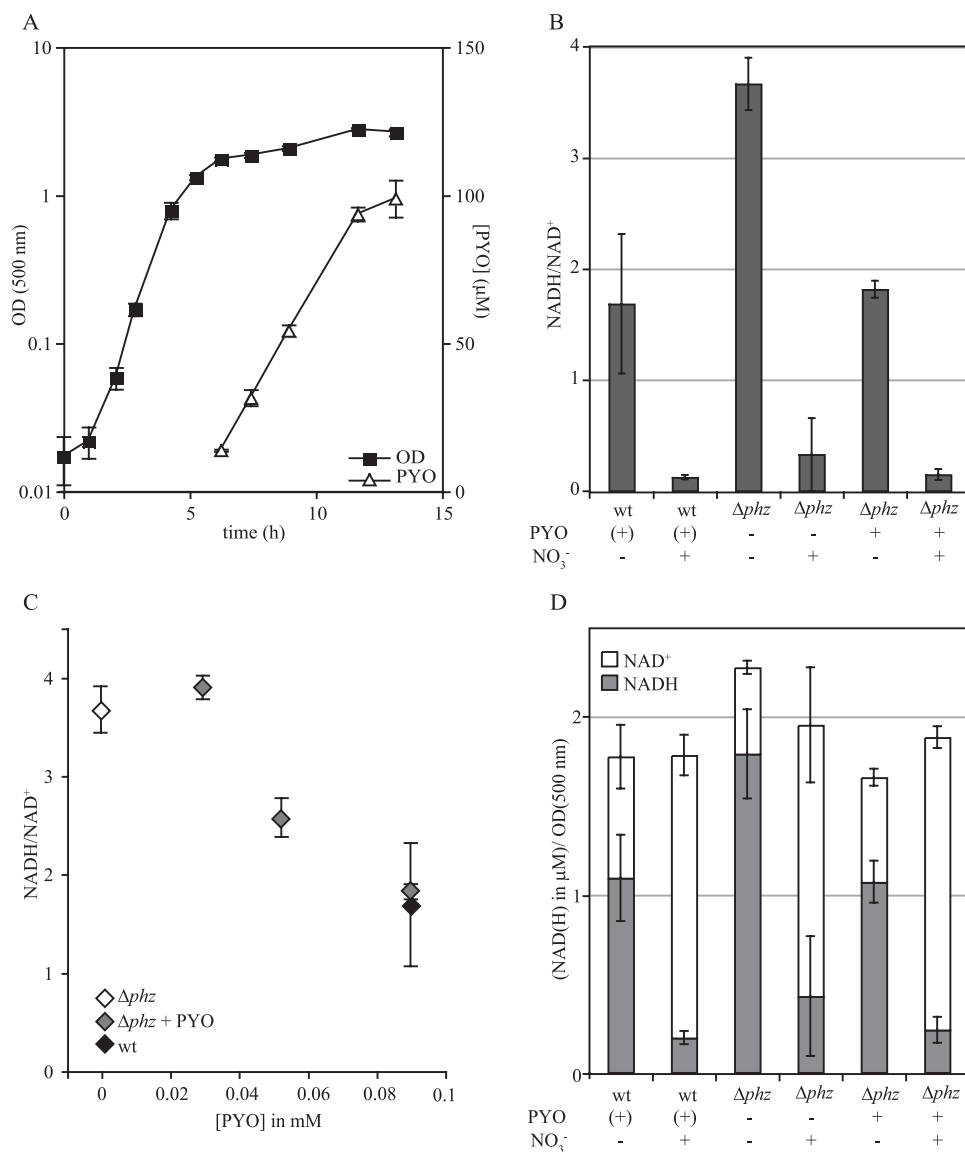 A
10
1
0.1
0.01
OD (500 nm)
150
100
50
0
[PYO] (µM)
0 5 10 15
time (h)
OD
PYO
B
4
3
2
1
0
NADH/NAD⁺
wt wt Δphz Δphz Δphz Δphz
PYO (+) (+) - - + +
NO₃⁻ - + - + - +
C
4
3
2
1
0
NADH/NAD⁺
Δphz
Δphz + PYO
wt
0 0.02 0.04 0.06 0.08 0.1
[PYO] in mM
D
NAD⁺
NADH
2
1
0
(NAD(H) in µM)/ OD(500 nm)
wt wt Δphz Δphz Δphz Δphz
PYO (+) (+) - - + +
NO₃⁻ - + - + - +